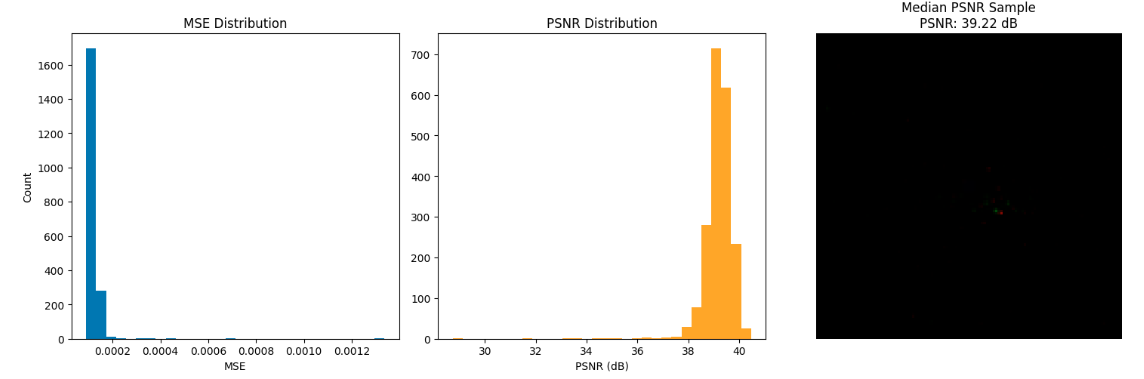 MSE Distribution
1600
1400
1200
1000
800
600
400
200
0
Count
0.0002 0.0004 0.0006 0.0008 0.0010 0.0012
MSE
PSNR Distribution
700
600
500
400
300
200
100
0
30 32 34 36 38 40
PSNR (dB)
Median PSNR Sample
PSNR: 39.22 dB